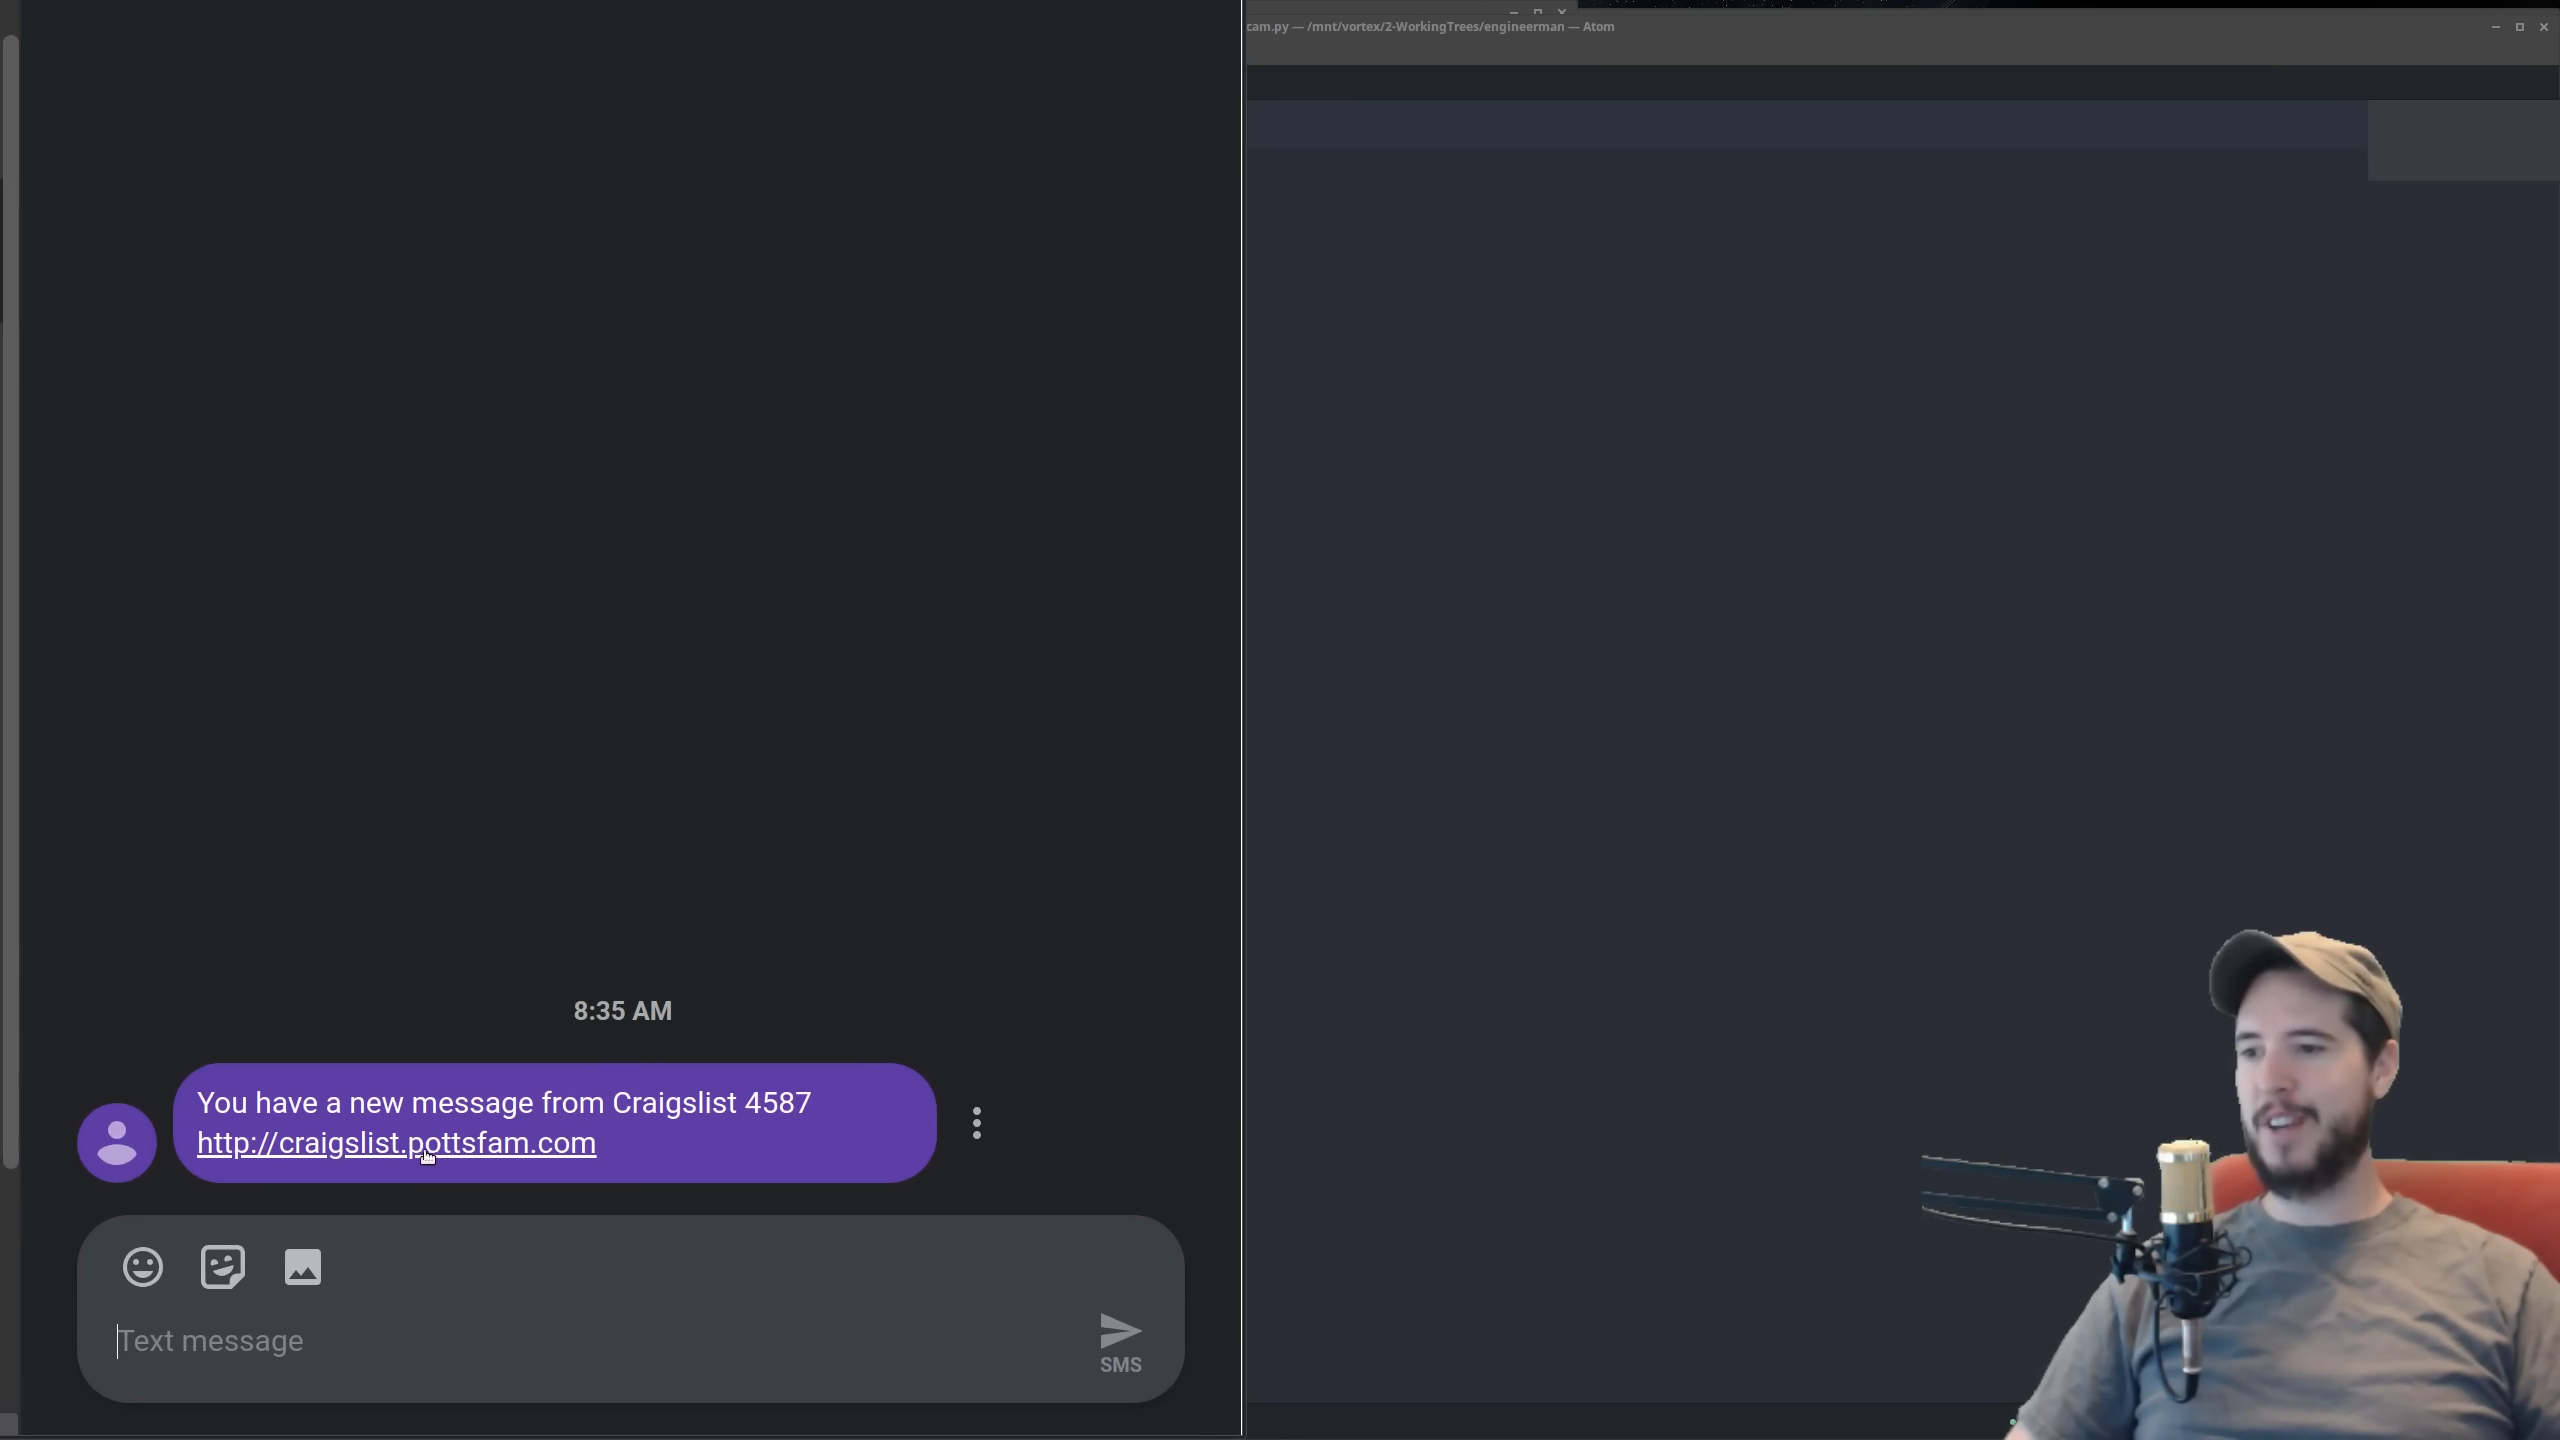 cam.py — /mnt/vortex/2-WorkingTrees/engineerman — Atom
8:35 AM
You have a new message from Craigslist 4587
http://craigslist.pottsfam.com
Text message
SMS